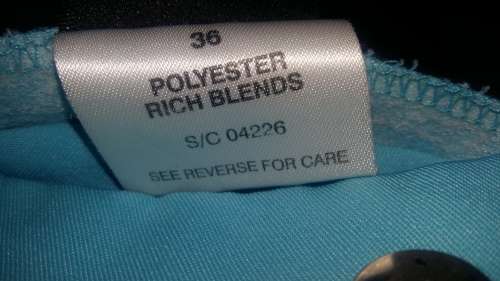 36
POLYESTER
RICH BLENDS
S/C 04226
SEE REVERSE FOR CARE